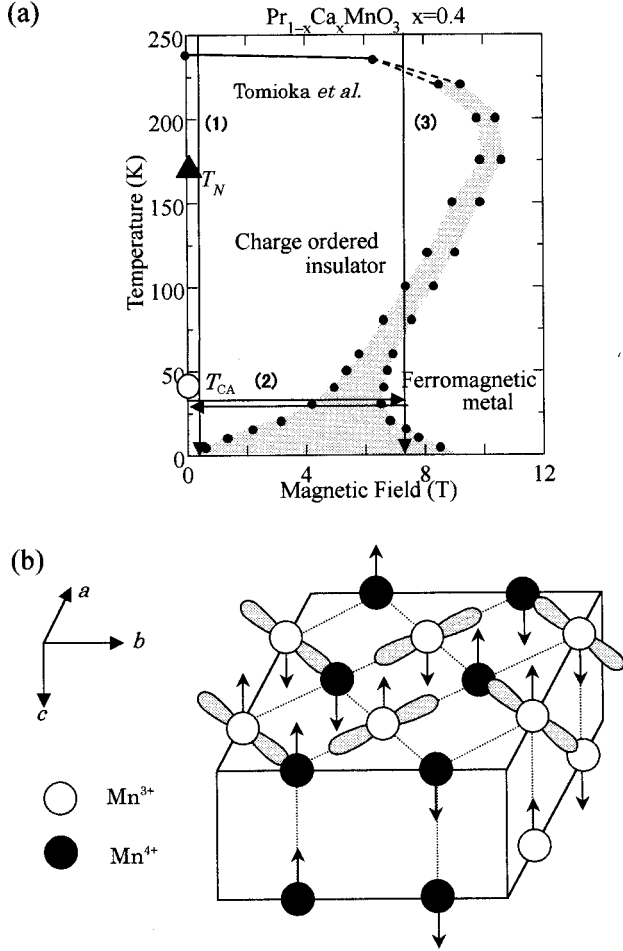 (a)
Pr1-xCaxMnO3 x=0.4
250
200
150
100
50
0
Temperature (K)
Tomioka et al.
(1)
(3)
TN
Charge ordered
insulator
TCA
(2)
Ferromagnetic
metal
0
4
8
12
Magnetic Field (T)
(b)
a
b
c
Mn3+
Mn4+